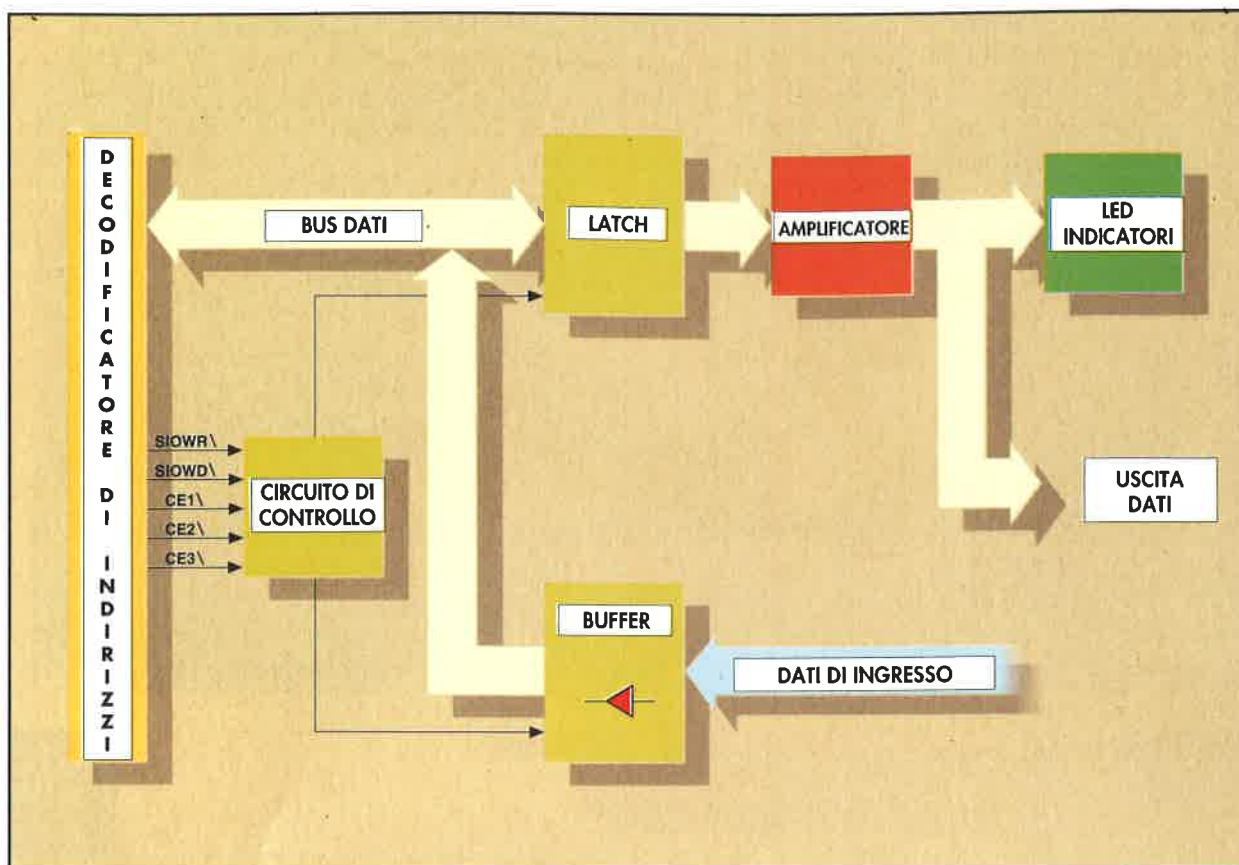 DECODIFICATORE DI INDIRIZZI
BUS DATI
LATCH
AMPLIFICATORE
LED
INDICATORI
SIOWR\
SIOWD\
CE1\
CE2\
CE3\
CIRCUITO DI
CONTROLLO
USCITA
DATI
BUFFER
DATI DI INGRESSO